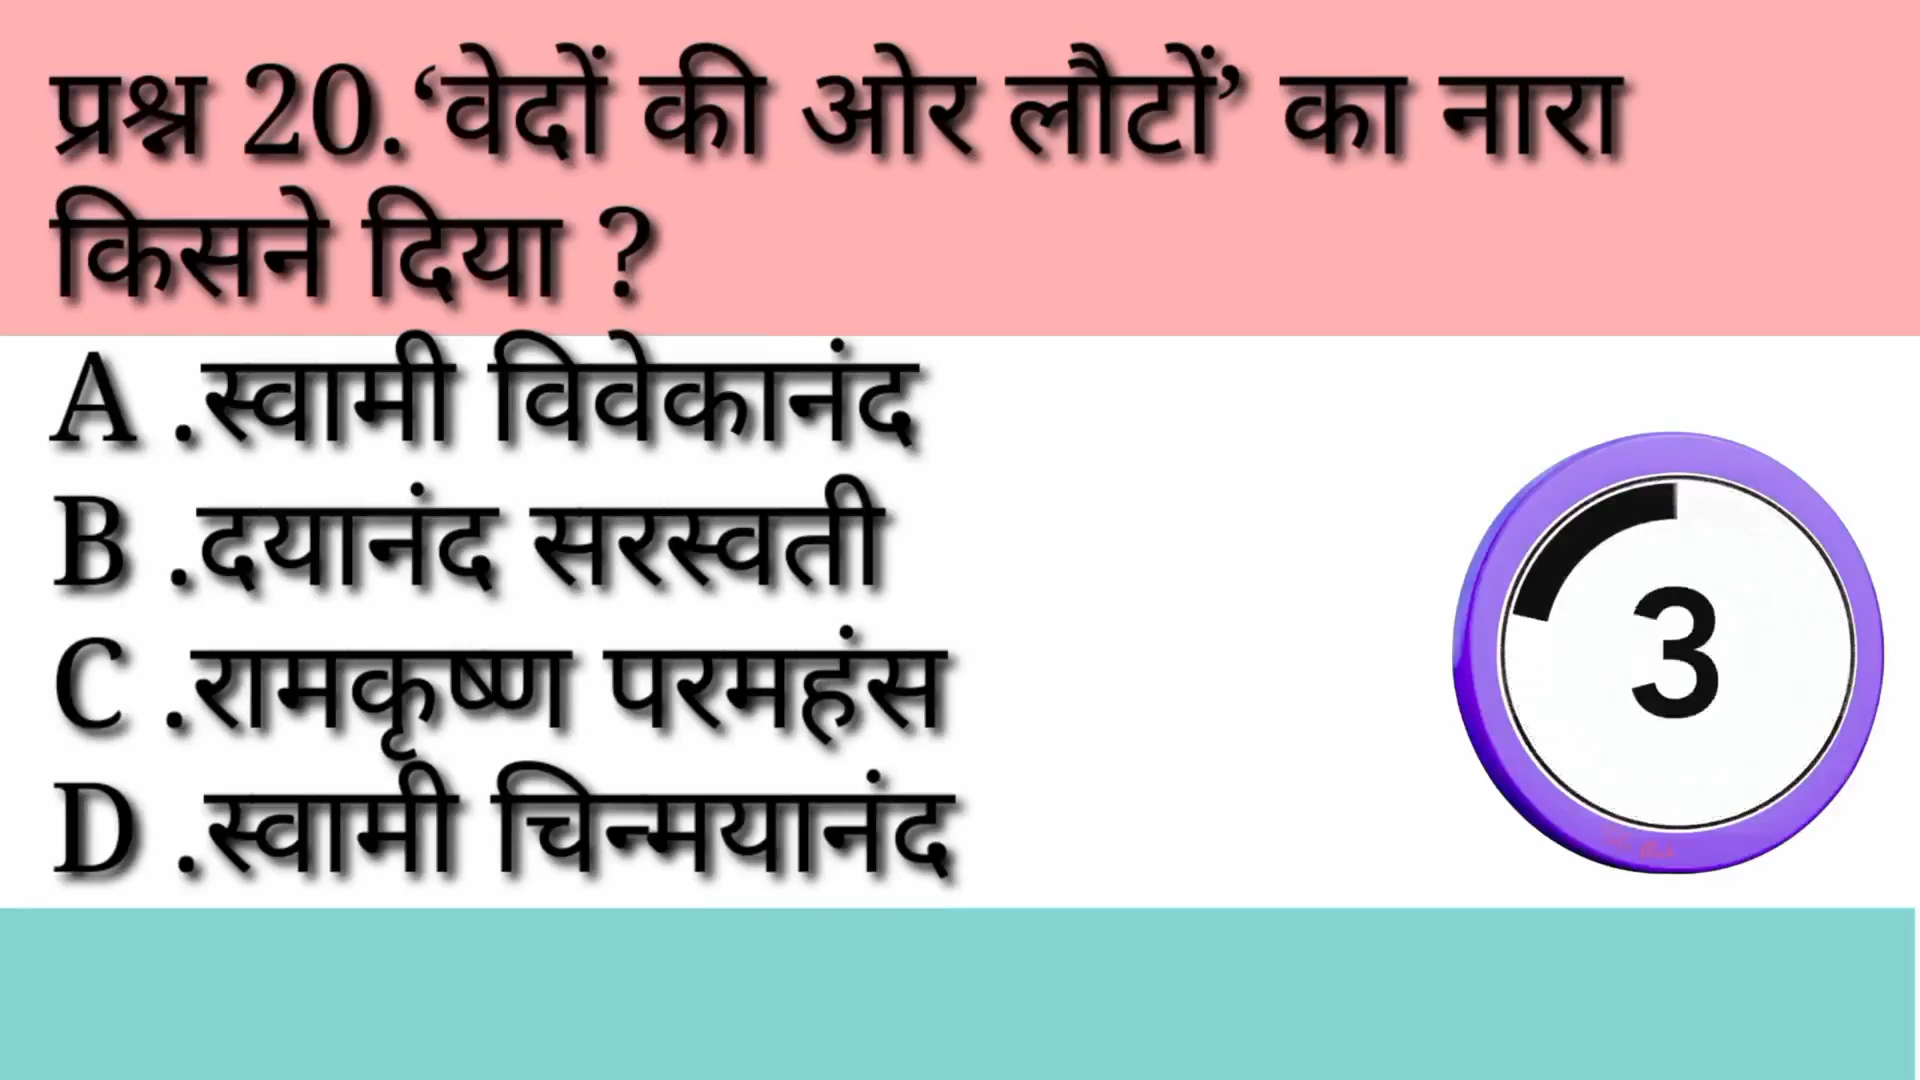 प्रश्न 20.‘वेदों की ओर लौटों’ का नारा
किसने दिया ?
A .स्वामी विवेकानंद
B .दयानंद सरस्वती
C .रामकृष्ण परमहंस
D .स्वामी चिन्मयानंद
3